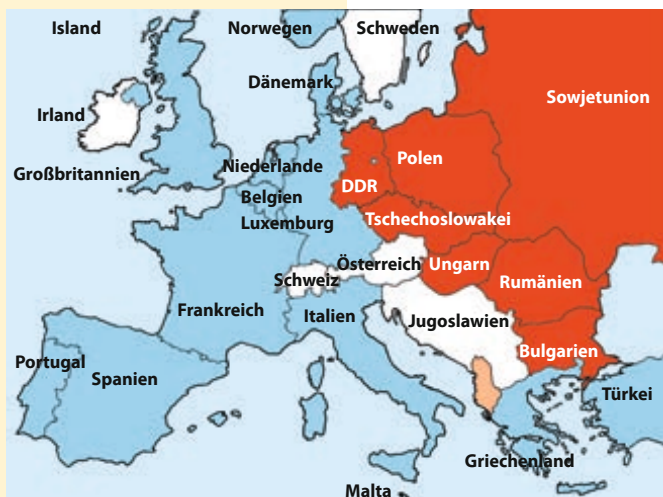 Island
Norwegen
Schweden
Dänemark
Sowjetunion
Irland
Polen
Großbritannien
Niederlande
DDR
Belgien
Tschechoslowakei
Luxemburg
Österreich
Ungarn
Schweiz
Rumänien
Frankreich
Italien
Jugoslawien
Bulgarien
Portugal
Spanien
Türkei
Griechenland
Malta